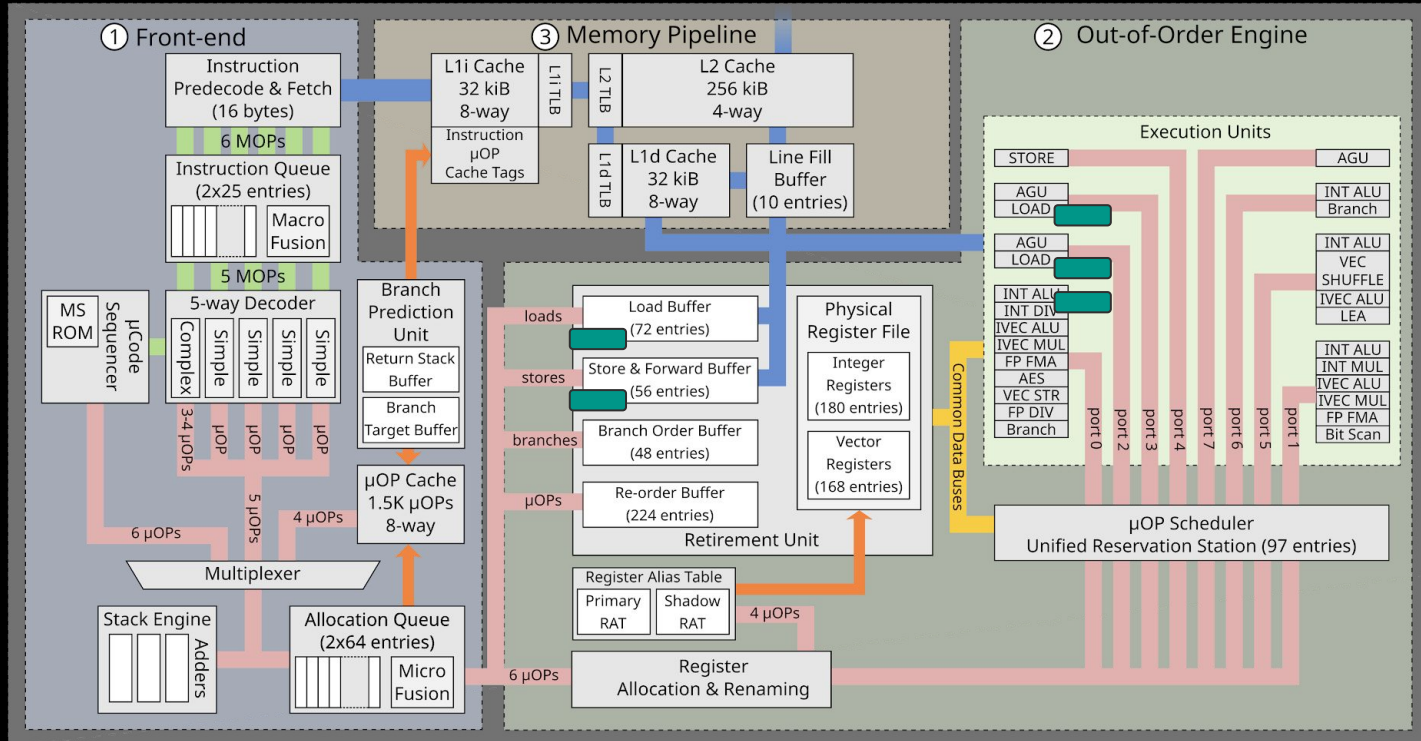 1 Front-end
Instruction
Predecode & Fetch
(16 bytes)
6 MOPs
Instruction Queue
(2x25 entries)
Macro
Fusion
5 MOPs
MS
ROM
µCode
Sequencer
5-way Decoder
Complex
Simple
Simple
Simple
Simple
3-4 µOPs
µOP
µOP
µOP
µOP
Branch
Prediction
Unit
Return Stack
Buffer
Branch
Target Buffer
µOP Cache
1.5K µOPs
8-way
6 µOPs
5 µOPs
4 µOPs
Multiplexer
Stack Engine
Adders
Allocation Queue
(2x64 entries)
Micro
Fusion
3 Memory Pipeline
L1i Cache
32 kiB
8-way
L1i TLB
Instruction
µOP
Cache Tags
L2 TLB
L2 Cache
256 kiB
4-way
L1d TLB
L1d Cache
32 kiB
8-way
Line Fill
Buffer
(10 entries)
2 Out-of-Order Engine
Execution Units
STORE
AGU
LOAD
AGU
LOAD
INT ALU
INT DIV
IVEC ALU
IVEC MUL
FP FMA
AES
VEC STR
FP DIV
Branch
port 0
port 2
port 3
port 4
port 7
port 6
port 5
port 1
AGU
INT ALU
Branch
INT ALU
VEC
SHUFFLE
IVEC ALU
LEA
INT ALU
INT MUL
IVEC ALU
IVEC MUL
FP FMA
Bit Scan
loads
Load Buffer
(72 entries)
stores
Store & Forward Buffer
(56 entries)
branches
Branch Order Buffer
(48 entries)
µOPs
Re-order Buffer
(224 entries)
Physical
Register File
Integer
Registers
(180 entries)
Vector
Registers
(168 entries)
Retirement Unit
Common Data Buses
µOP Scheduler
Unified Reservation Station (97 entries)
Register Alias Table
Primary
RAT
Shadow
RAT
4 µOPs
6 µOPs
Register
Allocation & Renaming